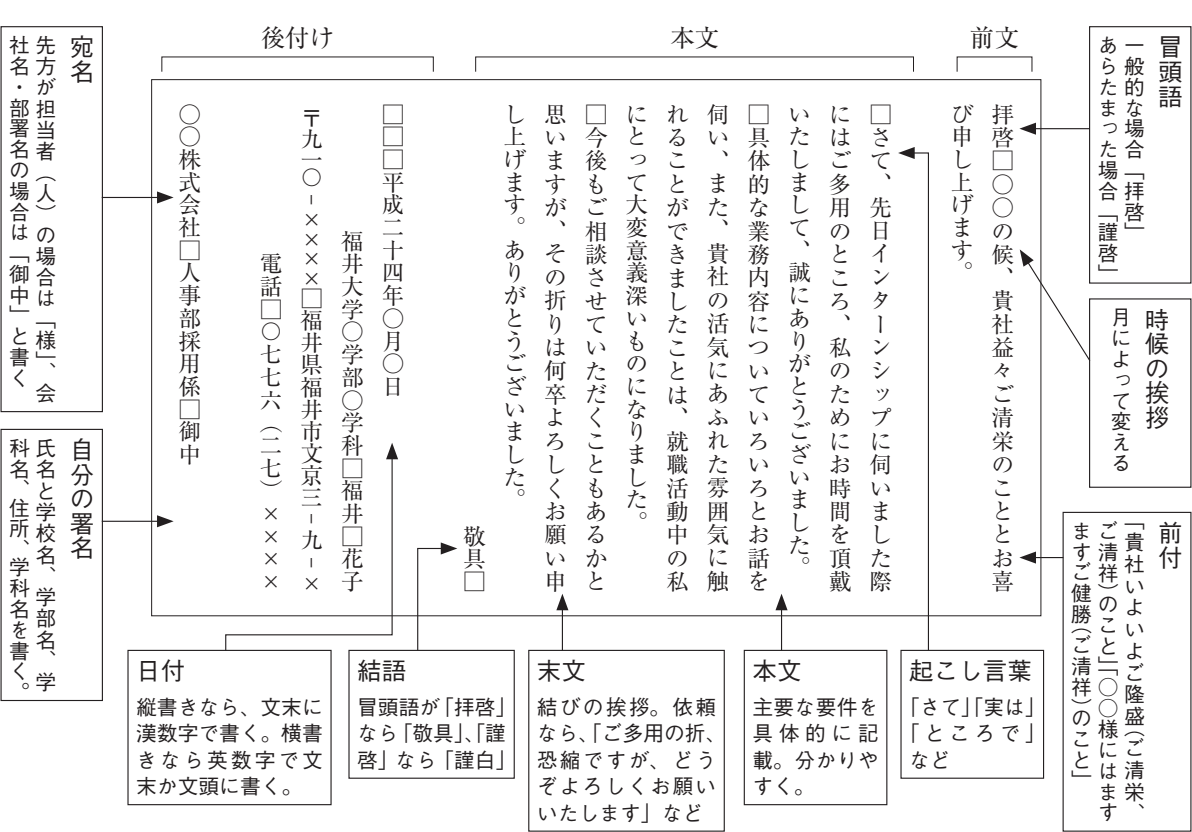 前文
本文
後付け
冒頭語
一般的な場合「拝啓」
あらたまった場合「謹啓」
時候の挨拶
月によって変える
前付
「貴社いよいよご隆盛(ご清栄、
ご清祥)のこと」「〇〇様にはます
ますご健勝(ご清祥)のこと」
拝啓□〇〇の候、貴社益々ご清栄のこととお喜
び申し上げます。
□さて、先日インターンシップに伺いました際
にはご多用のところ、私のためにお時間を頂戴
いたしまして、誠にありがとうございました。
□具体的な業務内容についていろいろとお話を
伺い、また、貴社の活気にあふれた雰囲気に触
れることができましたことは、就職活動中の私
にとって大変意義深いものになりました。
□今後もご相談させていただくこともあるかと
思いますが、その折りは何卒よろしくお願い申
し上げます。ありがとうございました。
敬具□
□□□平成二十四年〇月〇日
福井大学〇学部〇学科□福井□花子
〒九一〇-××××□福井県福井市文京三-九-×
電話□〇七七六(二七)××××
〇〇株式会社□人事部採用係□御中
宛名
先方が担当者(人)の場合は「様」、会
社名・部署名の場合は「御中」と書く
自分の署名
氏名と学校名、学部名、学
科名、住所、学科名を書く。
起こし言葉
「さて」「実は」
「ところで」
など
本文
主要な要件を
具体的に記
載。分かりや
すく。
末文
結びの挨拶。依頼
なら、「ご多用の折、
恐縮ですが、どう
ぞよろしくお願い
いたします」など
結語
冒頭語が「拝啓」
なら「敬具」、「謹
啓」なら「謹白」
日付
縦書きなら、文末に
漢数字で書く。横書
きなら英数字で文
末か文頭に書く。